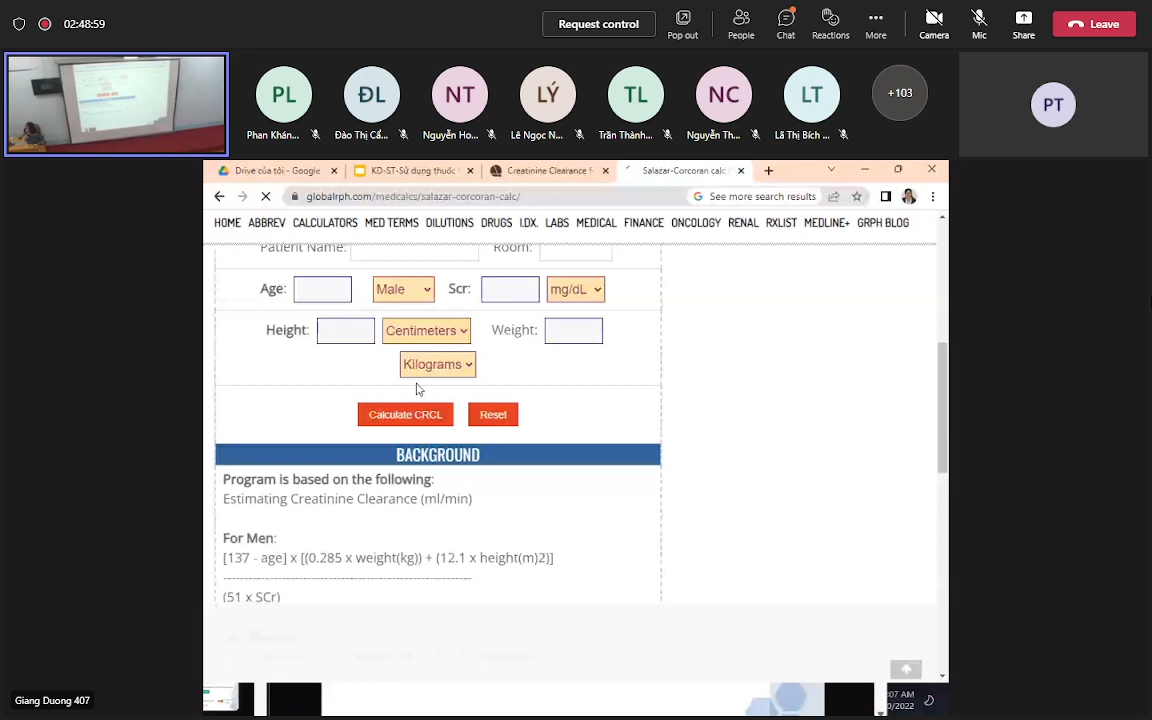 02:48:59
Request control
Pop out
People
Chat
Reactions
More
Camera
Mic
Share
Leave
PL
ĐL
NT
LÝ
TL
NC
LT
+103
PT
Phan Khán...
Đào Thị Cẩ...
Nguyễn Ho...
Lê Ngọc N...
Trần Thành...
Nguyễn Th...
Lã Thị Bích ...
Drive của tôi - Google
KD-ST-Sử dụng thuốc
Creatinine Clearance f
Salazar-Corcoran calc
globalrph.com/medcalcs/salazar-corcoran-calc/
See more search results
HOME ABBREV CALCULATORS MED TERMS DILUTIONS DRUGS I.DX. LABS MEDICAL FINANCE ONCOLOGY RENAL RXLIST MEDLINE+ GRPH BLOG
Patient Name: Room:
Age: Male Scr: mg/dL
Height: Centimeters Weight:
Kilograms
Calculate CRCL Reset
BACKGROUND
Program is based on the following:
Estimating Creatinine Clearance (ml/min)
For Men:
[137 - age] x [(0.285 x weight(kg)) + (12.1 x height(m)2)]
------------------------------------------------------------
(51 x SCr)
:07 AM
0/2022
Giang Duong 407